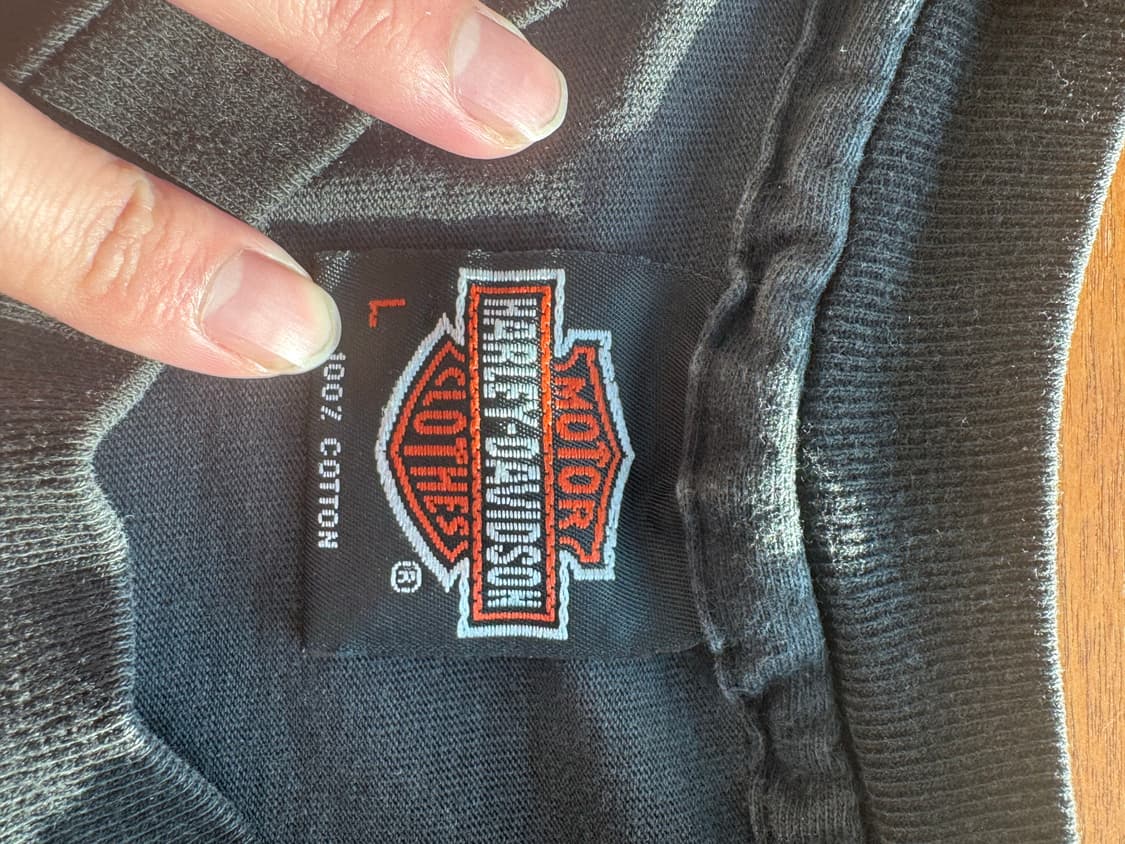 MOTOR
HARLEY-DAVIDSON
CLOTHES
®
L
100% COTTON